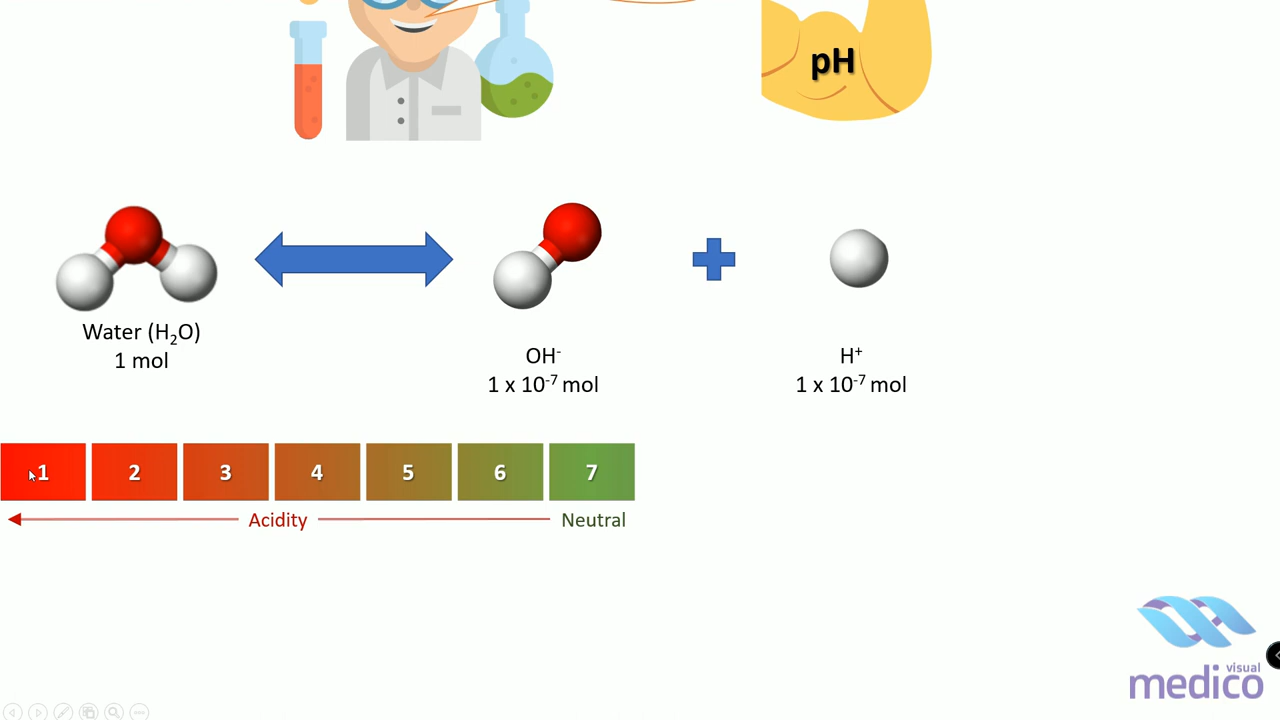 pH
Water (H₂O)
1 mol
OH⁻
1 x 10⁻⁷ mol
H⁺
1 x 10⁻⁷ mol
1 2 3 4 5 6 7
Acidity Neutral
visual
medico